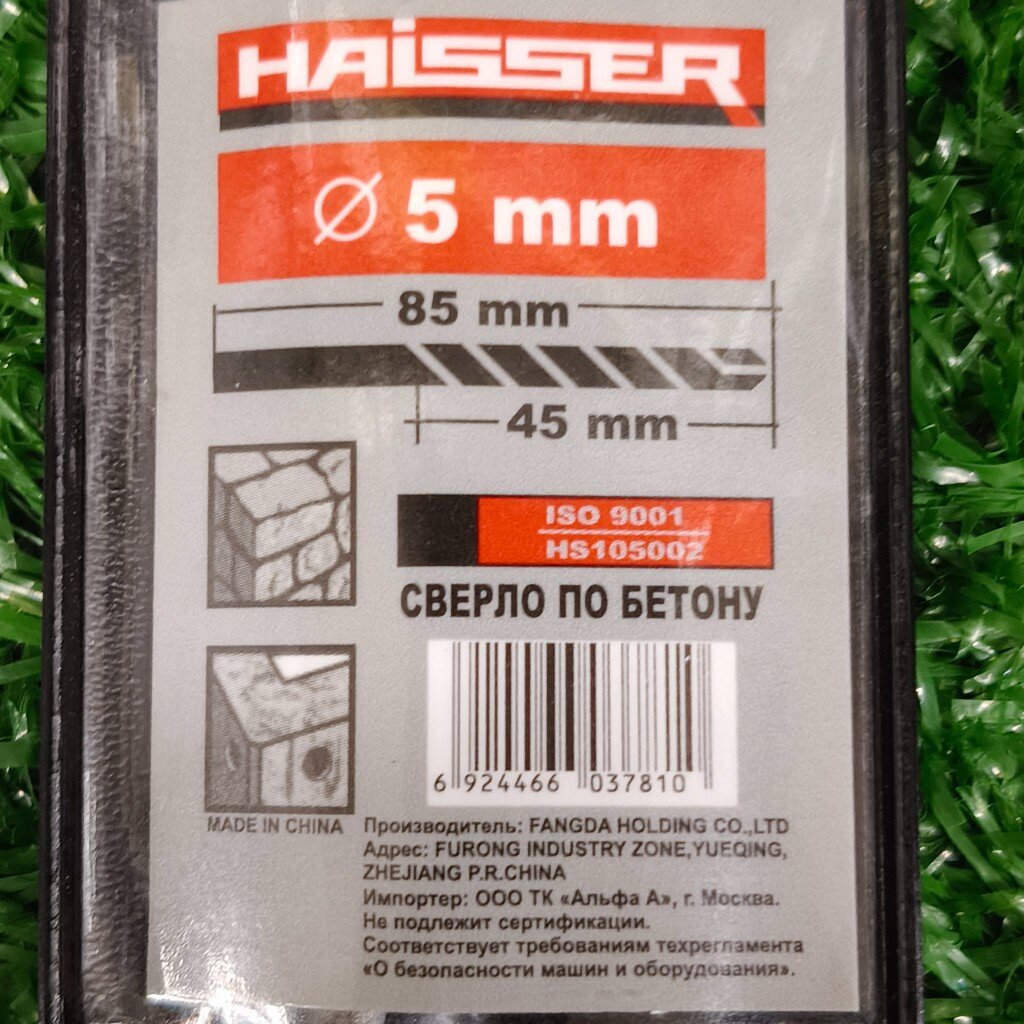 HAİSSER
Ø 5 mm
85 mm
45 mm
ISO 9001
HS105002
СВЕРЛО ПО БЕТОНУ
6 924466 037810
MADE IN CHINA
Производитель: FANGDA HOLDING CO.,LTD
Адрес: FURONG INDUSTRY ZONE,YUEQING,
ZHEJIANG P.R.CHINA
Импортер: ООО ТК «Альфа А», г. Москва.
Не подлежит сертификации.
Соответствует требованиям техрегламента
«О безопасности машин и оборудования».